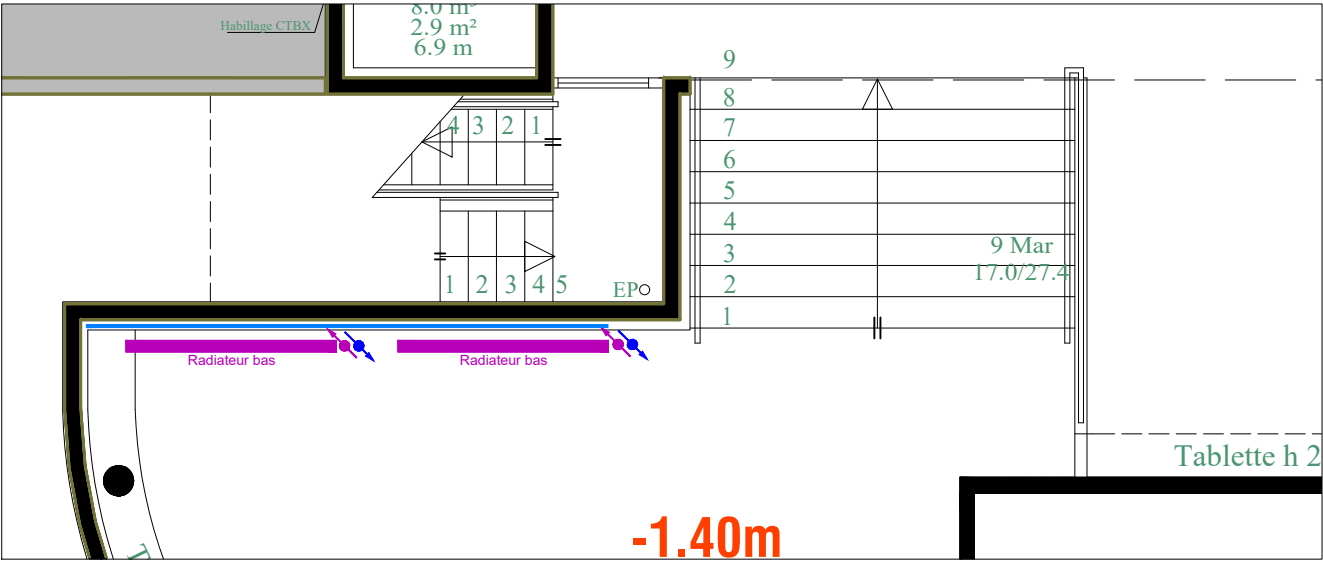 Habillage CTBX
8.0 m²
2.9 m²
6.9 m
9
8
7
6
5
4
3
2
1
4 3 2 1
1 2 3 4 5
EP
9 Mar
17.0/27.4
Radiateur bas
Radiateur bas
Tablette h 2
-1.40m
T